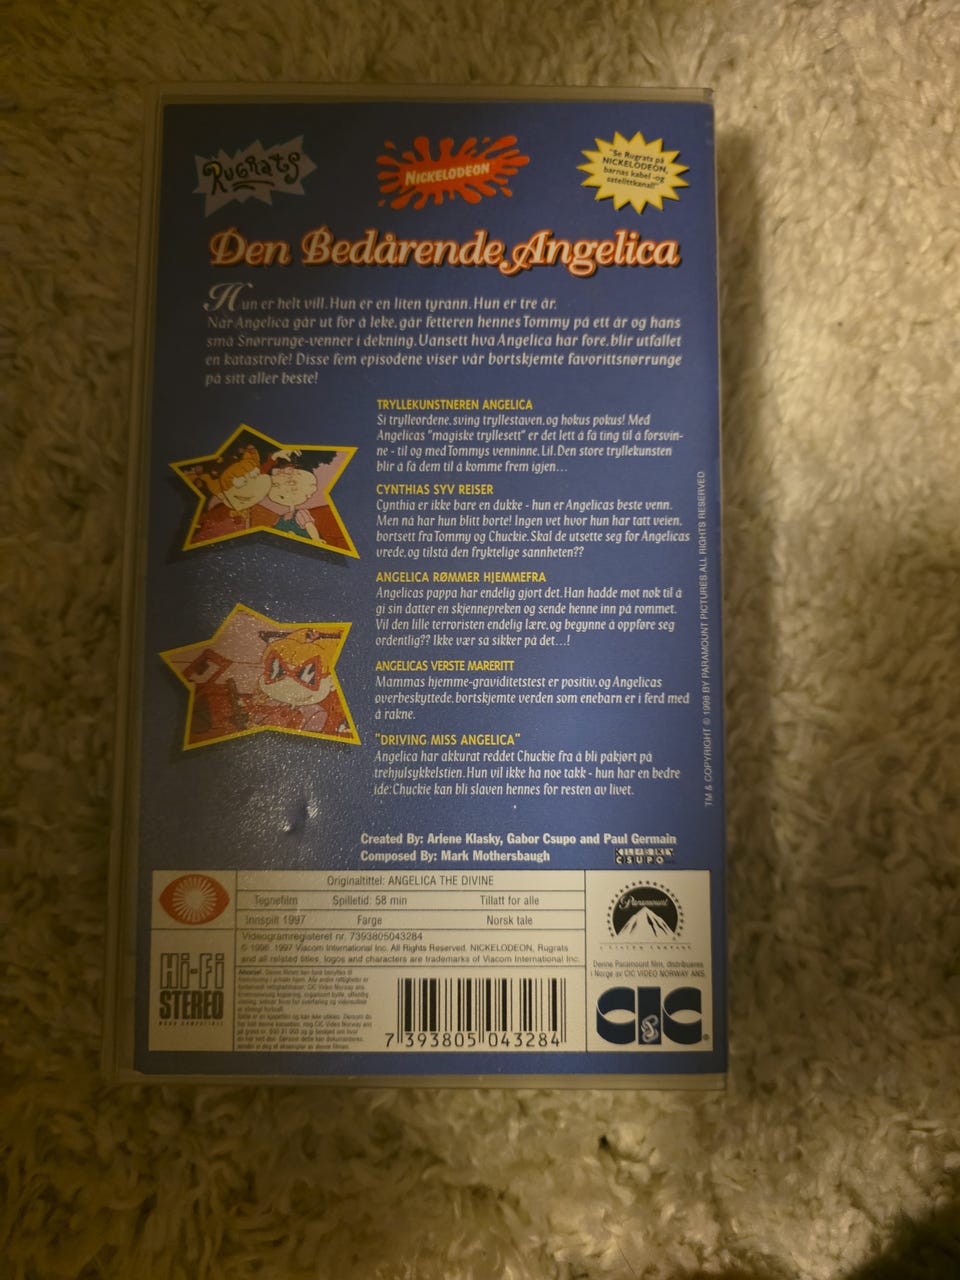 RUGRATS
NICKELODEON
"Se Rugrats på
NICKELODEON,
barnas kabel -og
satelittkanal!"
Den Bedårende Angelica
Hun er helt vill. Hun er en liten tyrann. Hun er tre år.
Når Angelica går ut for å leke, går fetteren hennes Tommy på ett år og hans
små Snørrunge-venner i dekning. Uansett hva Angelica har fore, blir utfallet
en katastrofe! Disse fem episodene viser vår bortskjemte favorittsnørrunge
på sitt aller beste!
TRYLLEKUNSTNEREN ANGELICA
Si trylleordene, sving tryllestaven, og hokus pokus! Med
Angelicas "magiske tryllesett" er det lett å få ting til å forsvin-
ne - til og med Tommys venninne, Lil. Den store tryllekunsten
blir å få dem til å komme frem igjen...
CYNTHIAS SYV REISER
Cynthia er ikke bare en dukke - hun er Angelicas beste venn.
Men nå har hun blitt borte! Ingen vet hvor hun har tatt veien,
bortsett fra Tommy og Chuckie. Skal de utsette seg for Angelicas
vrede, og tilstå den fryktelige sannheten??
ANGELICA RØMMER HJEMMEFRA
Angelicas pappa har endelig gjort det. Han hadde mot nok til å
gi sin datter en skjennepreken og sende henne inn på rommet.
Vil den lille terroristen endelig lære, og begynne å oppføre seg
ordentlig?? Ikke vær så sikker på det...!
ANGELICAS VERSTE MARERITT
Mammas hjemme-graviditetstest er positiv, og Angelicas
overbeskyttede, bortskjemte verden som enebarn er i ferd med
å rakne.
"DRIVING MISS ANGELICA"
Angelica har akkurat reddet Chuckie fra å bli påkjørt på
trehjulsykkelstien. Hun vil ikke ha noe takk - hun har en bedre
ide: Chuckie kan bli slaven hennes for resten av livet.
TM & COPYRIGHT © 1998 BY PARAMOUNT PICTURES. ALL RIGHTS RESERVED
Created By: Arlene Klasky, Gabor Csupo and Paul Germain
Composed By: Mark Mothersbaugh
KLASKY
CSUPO
Originaltittel: ANGELICA THE DIVINE
Tegnefilm Spilletid: 58 min Tillatt for alle
Innspilt 1997 Farge Norsk tale
Videogramregisteret nr. 7393805043284
© 1996, 1997 Viacom International Inc. All Rights Reserved. NICKELODEON, Rugrats
and all related titles, logos and characters are trademarks of Viacom International Inc.
Hi-Fi
STEREO
MONO COMPATIBLE
7 393805 043284
Paramount
Denne Paramount film, distribueres
i Norge av CIC VIDEO NORWAY ANS.
CIC